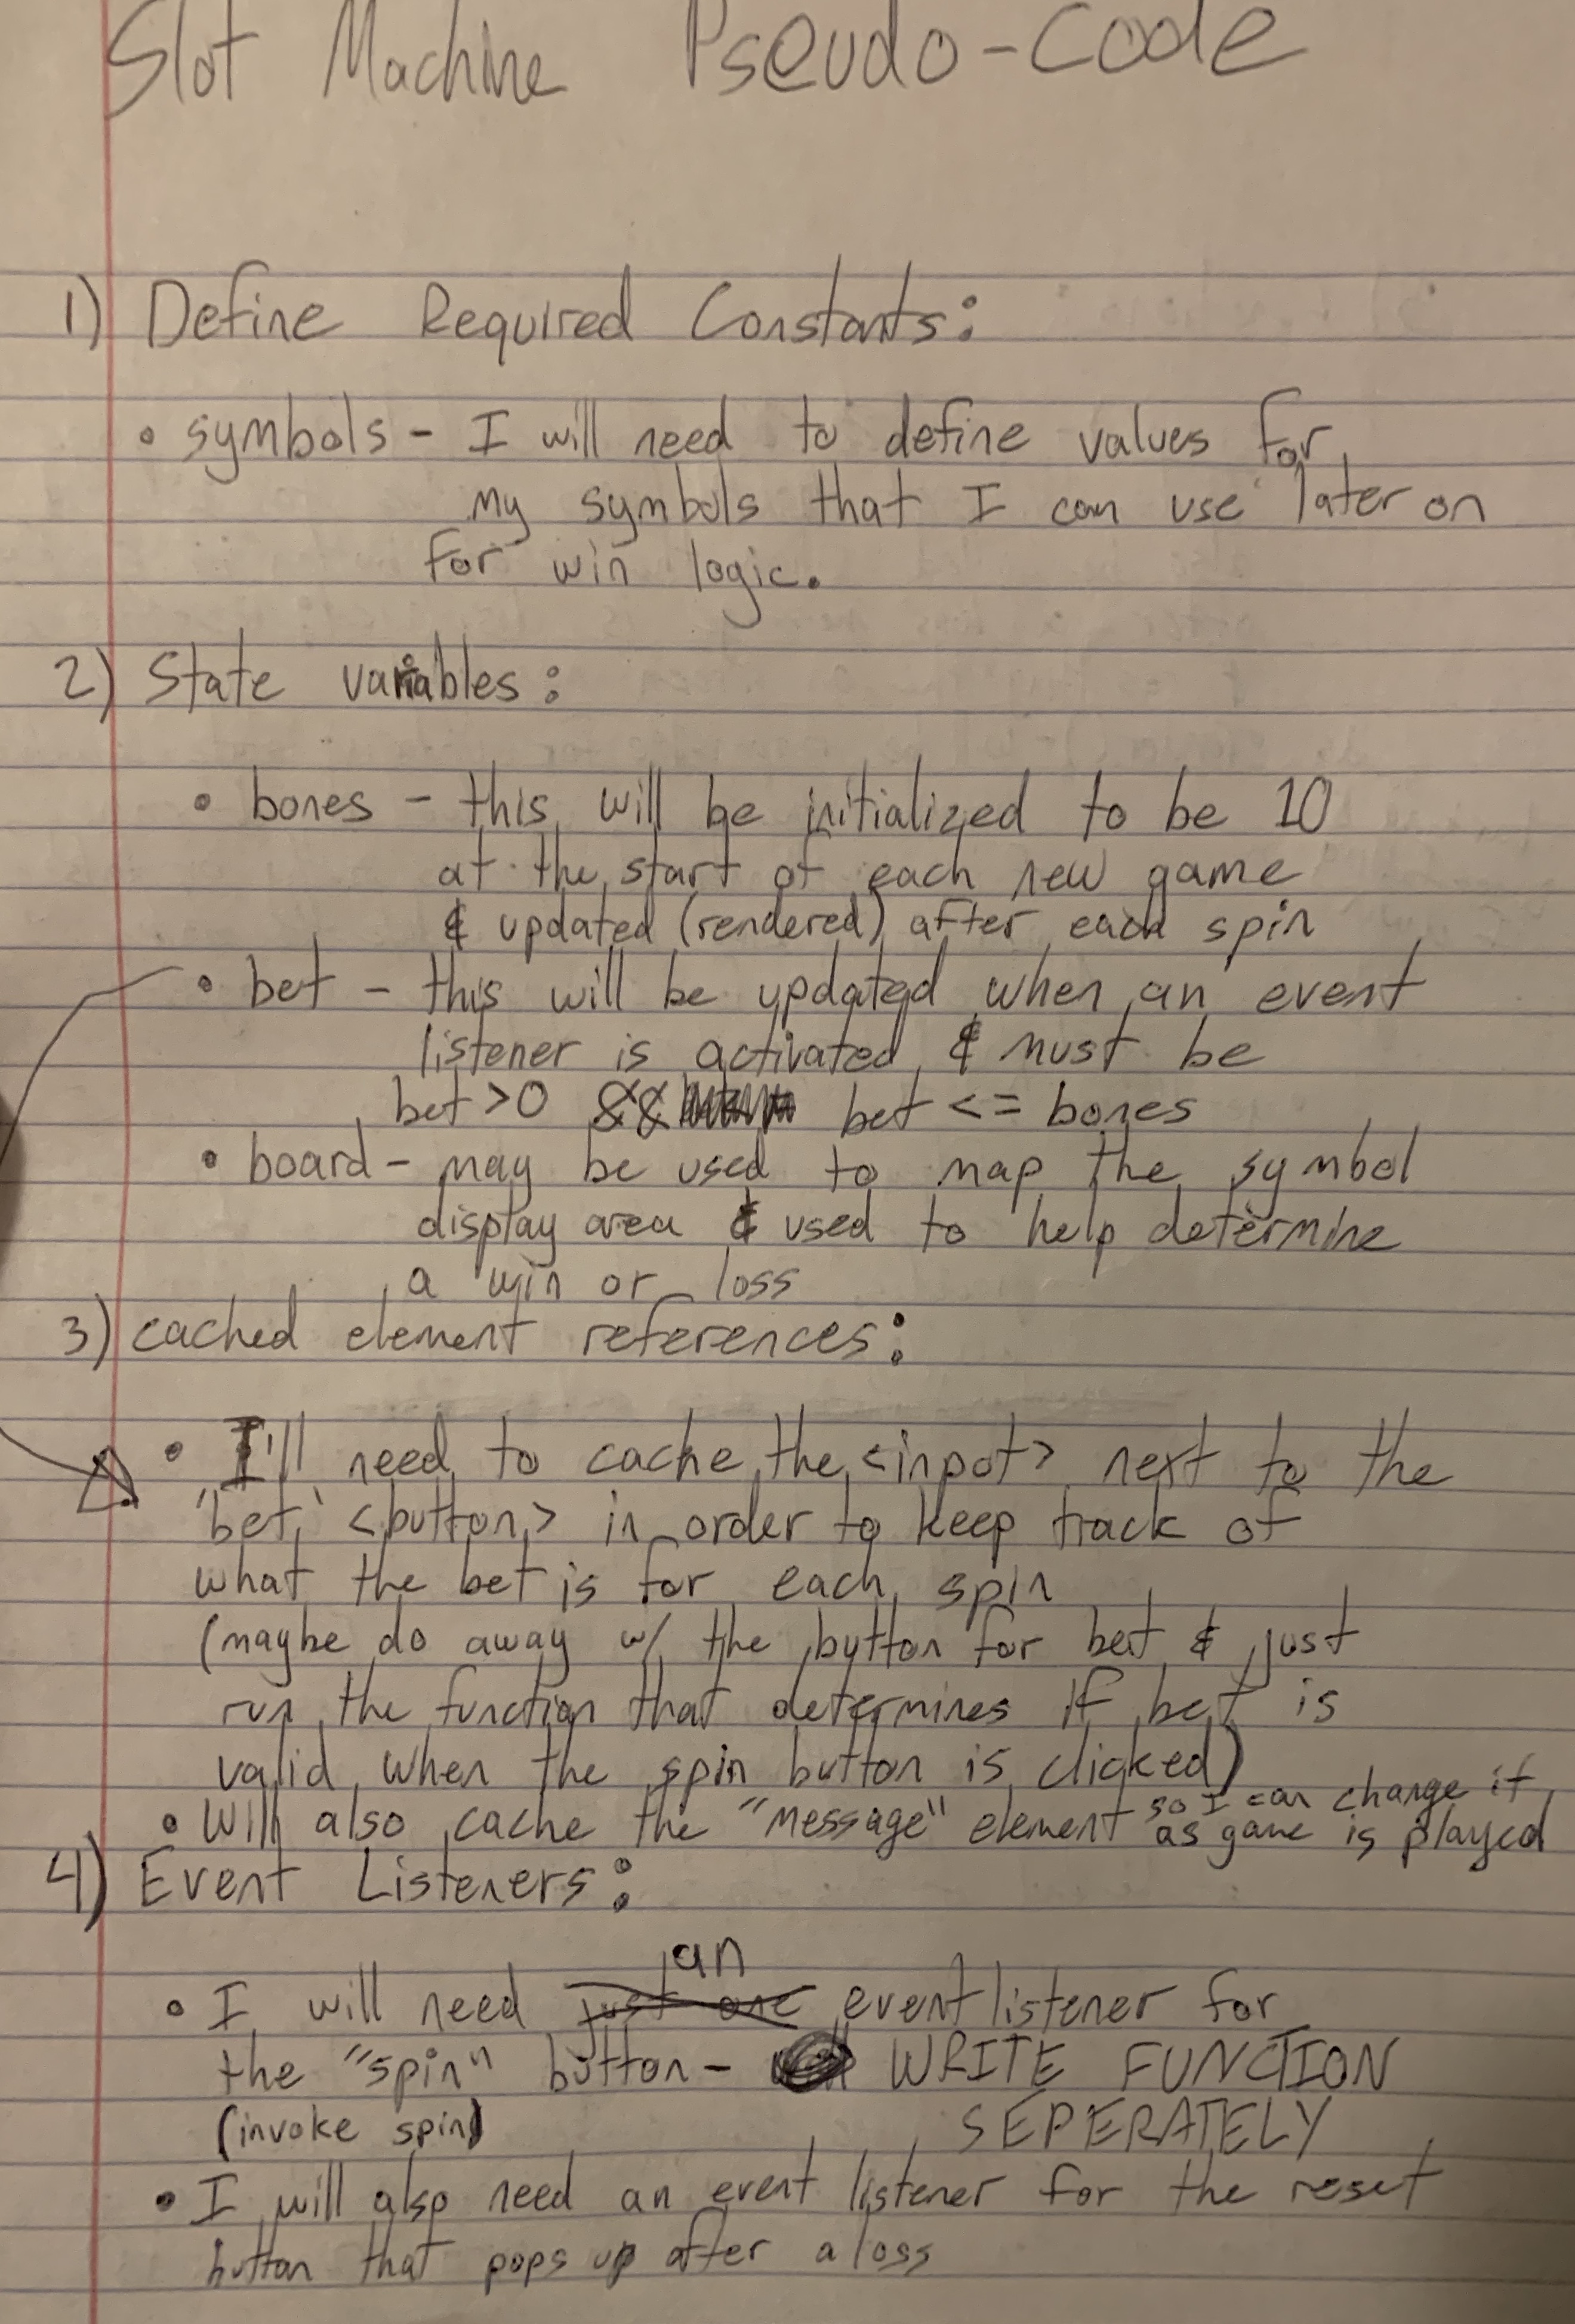 Slot Machine Pseudo-code
1) Define Required Constants:
• symbols - I will need to define values for
my symbols that I can use later on
for win logic.
2) State variables:
• bones - this will be initialized to be 10
at the start of each new game
& updated (rendered) after each spin
• bet - this will be updated when an event
listener is activated & must be
bet >0 && bet <= bones
• board - may be used to map the symbol
display area & used to help determine
a win or loss
3) cached element references:
• I'll need to cache the <input> next to the
'bet' <button> in order to keep track of
what the bet is for each spin
(maybe do away w/ the button for bet & just
run the function that determines if bet is
valid when the spin button is clicked)
• Will also cache the "message" element so I can change it
as game is played
4) Event Listeners:
an
• I will need just one event listener for
the "spin" button - WRITE FUNCTION
(invoke spin) SEPERATELY
• I will also need an event listener for the reset
button that pops up after a loss